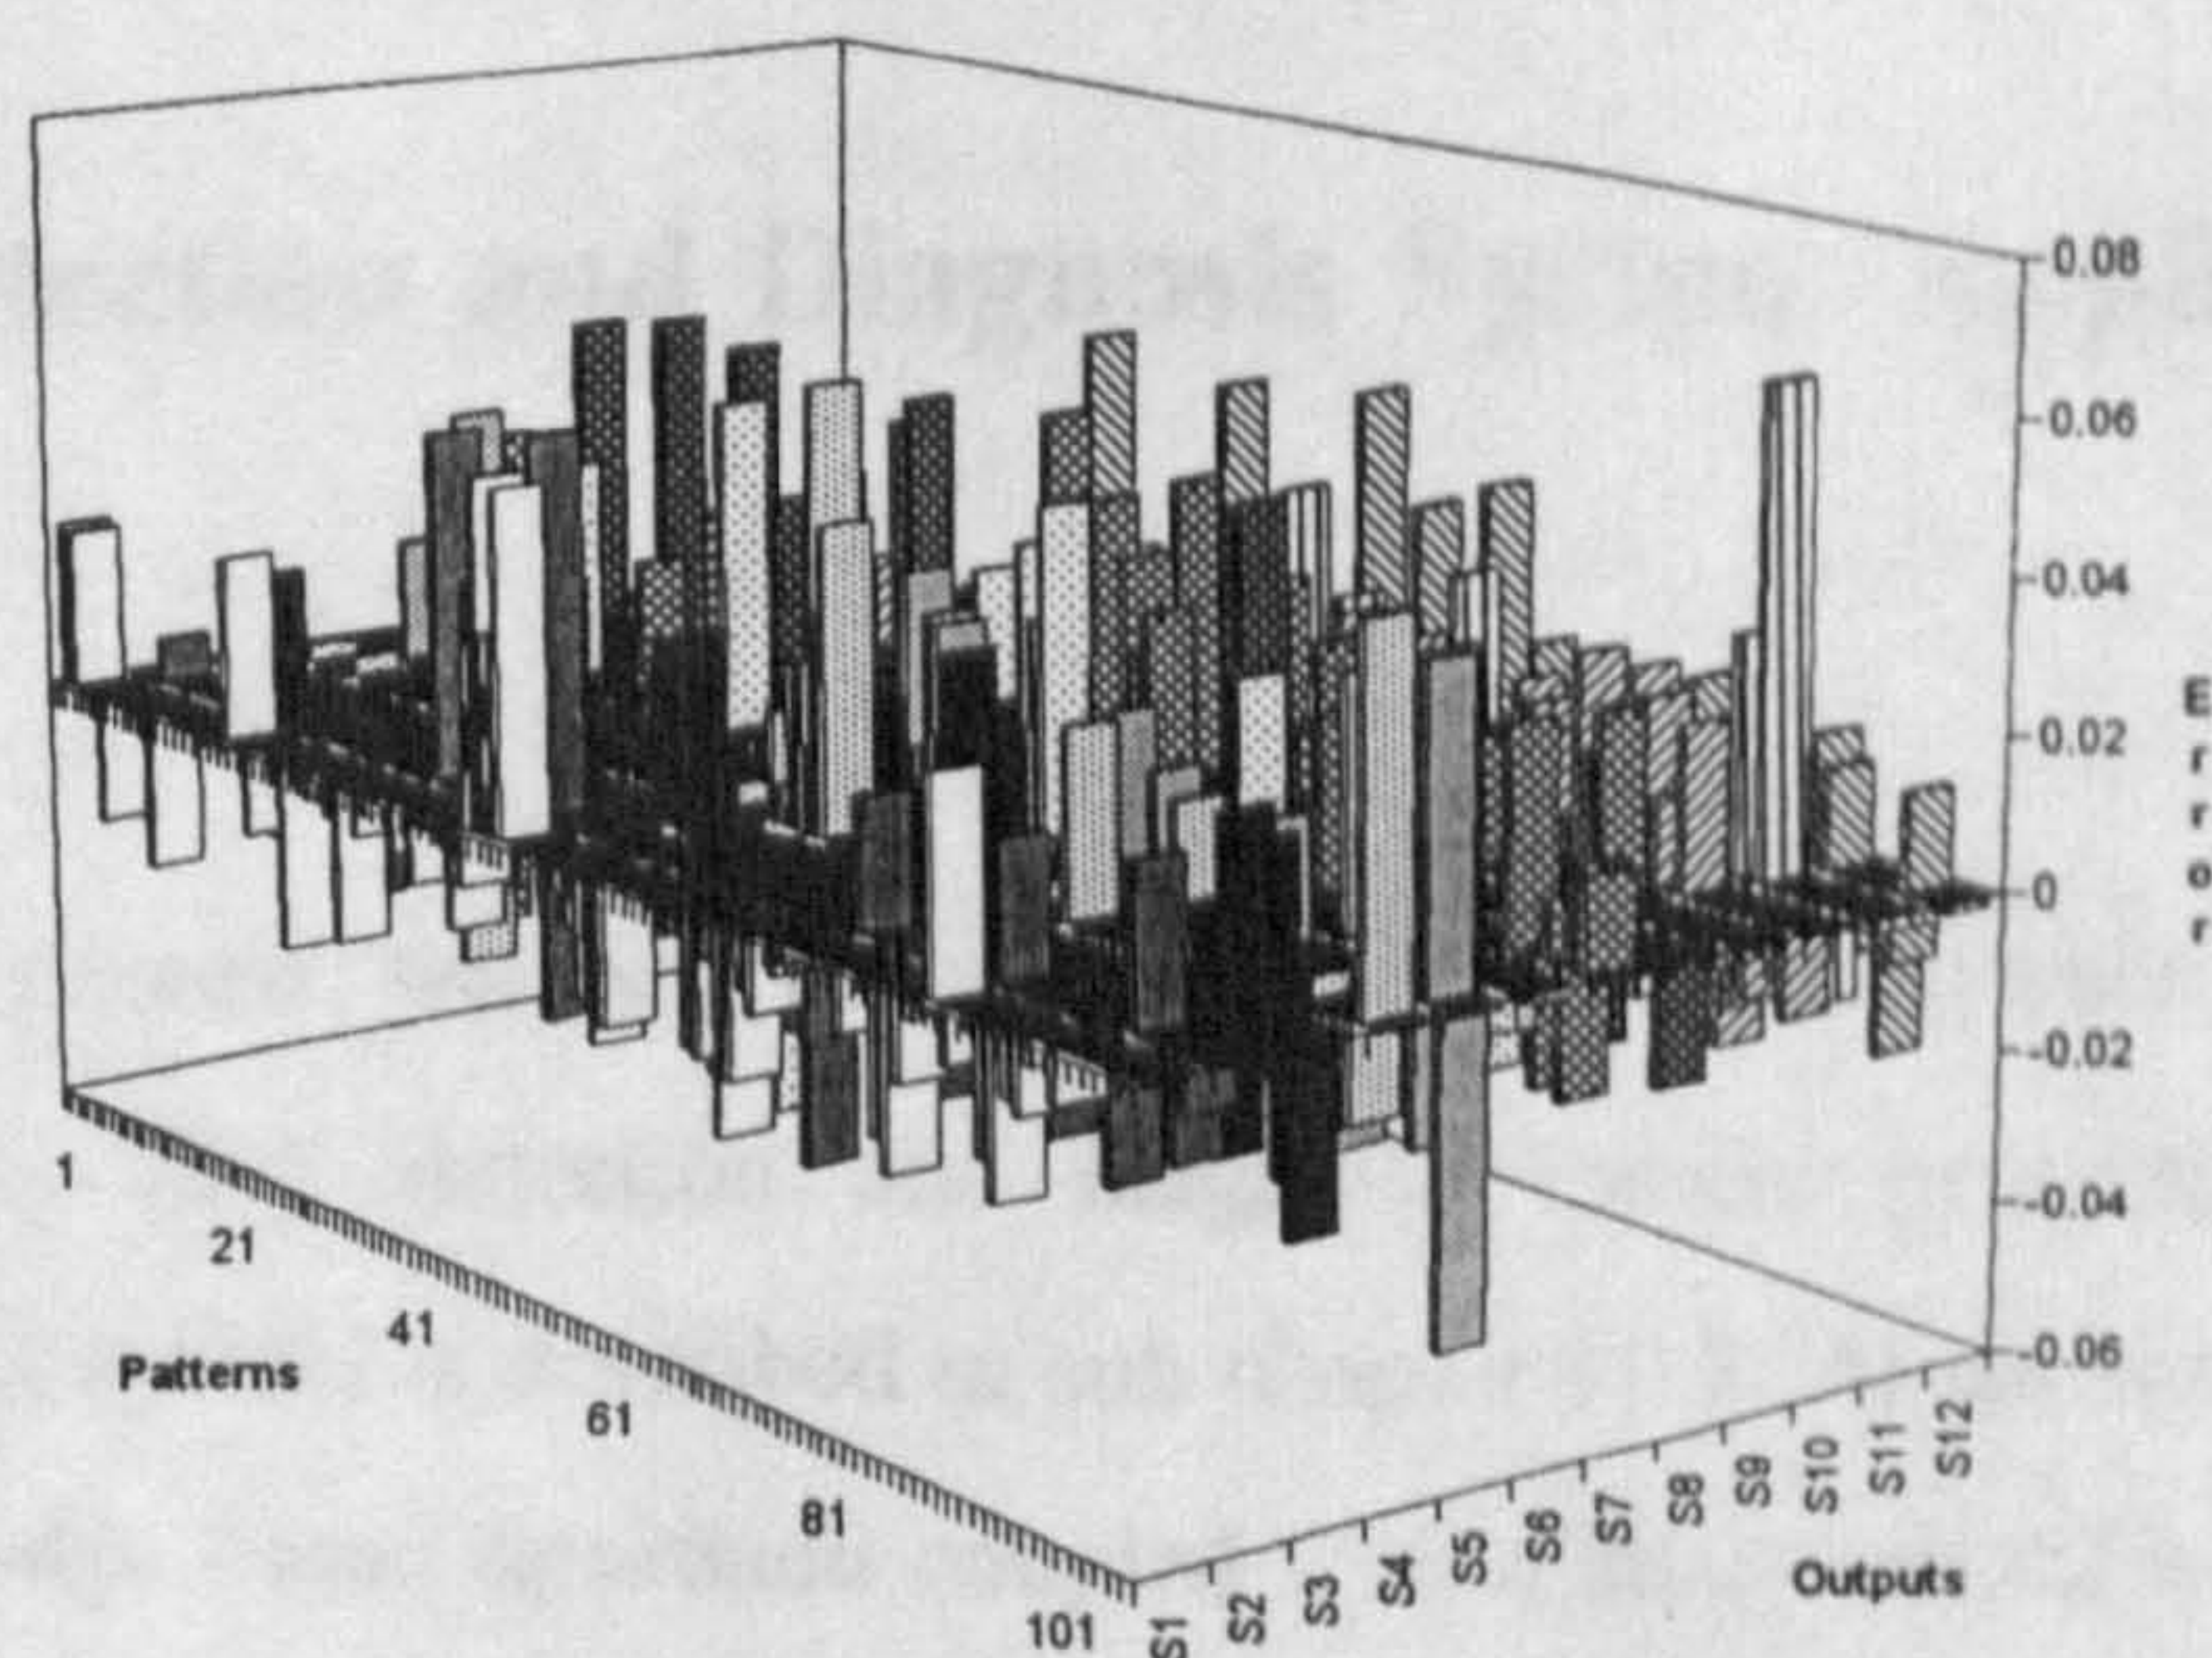 0.08
0.06
0.04
0.02
0
-0.02
-0.04
-0.06
Error
1
21
41
61
81
101
Patterns
S1
S2
S3
S4
S5
S6
S7
S8
S9
S10
S11
S12
Outputs